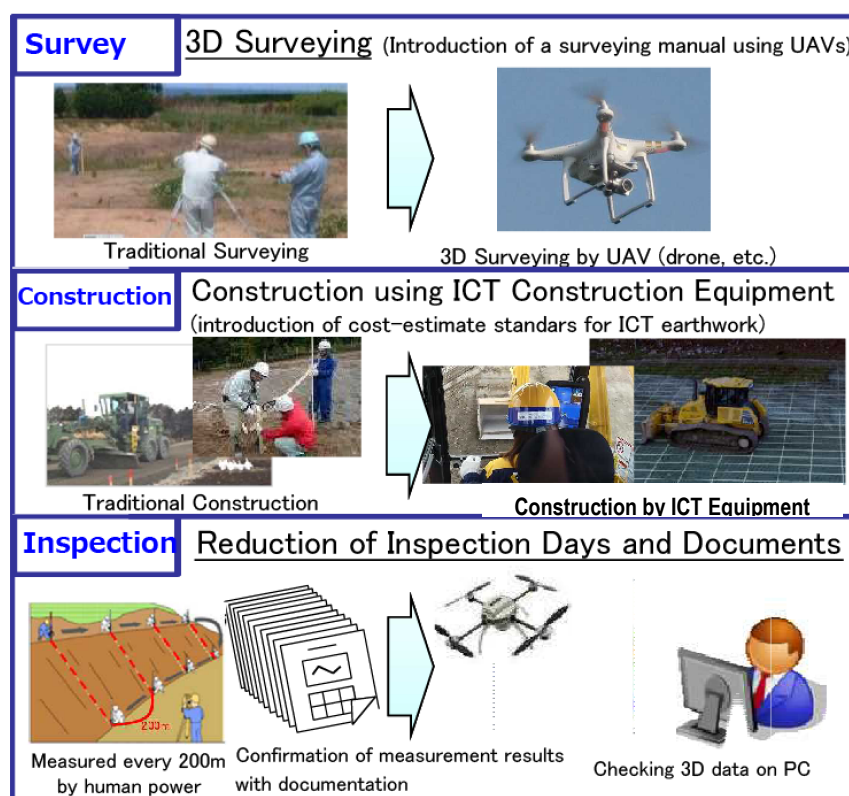 Survey
3D Surveying (Introduction of a surveying manual using UAVs)
Traditional Surveying
3D Surveying by UAV (drone, etc.)
Construction
Construction using ICT Construction Equipment
(introduction of cost-estimate standars for ICT earthwork)
Traditional Construction
Construction by ICT Equipment
Inspection
Reduction of Inspection Days and Documents
200m
Measured every 200m
by human power
Confirmation of measurement results
with documentation
Checking 3D data on PC